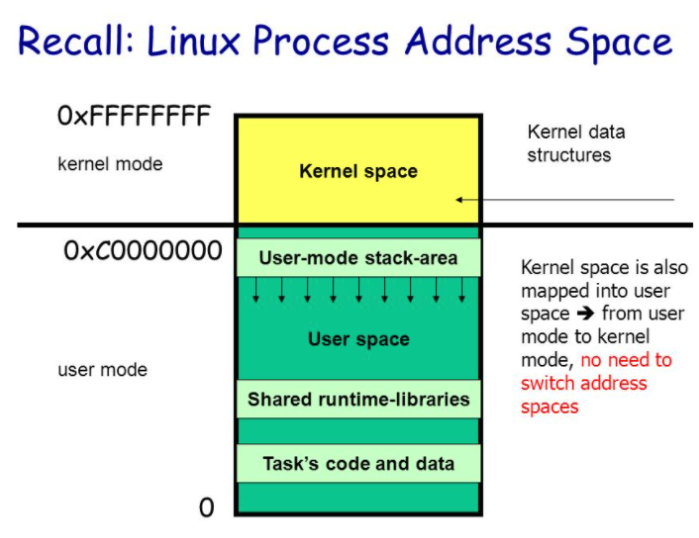 Recall: Linux Process Address Space
0xFFFFFFFF
kernel mode
Kernel space
Kernel data
structures
0xC0000000
User-mode stack-area
User space
user mode
Shared runtime-libraries
Task's code and data
0
Kernel space is also
mapped into user
space ➔ from user
mode to kernel
mode, no need to
switch address
spaces